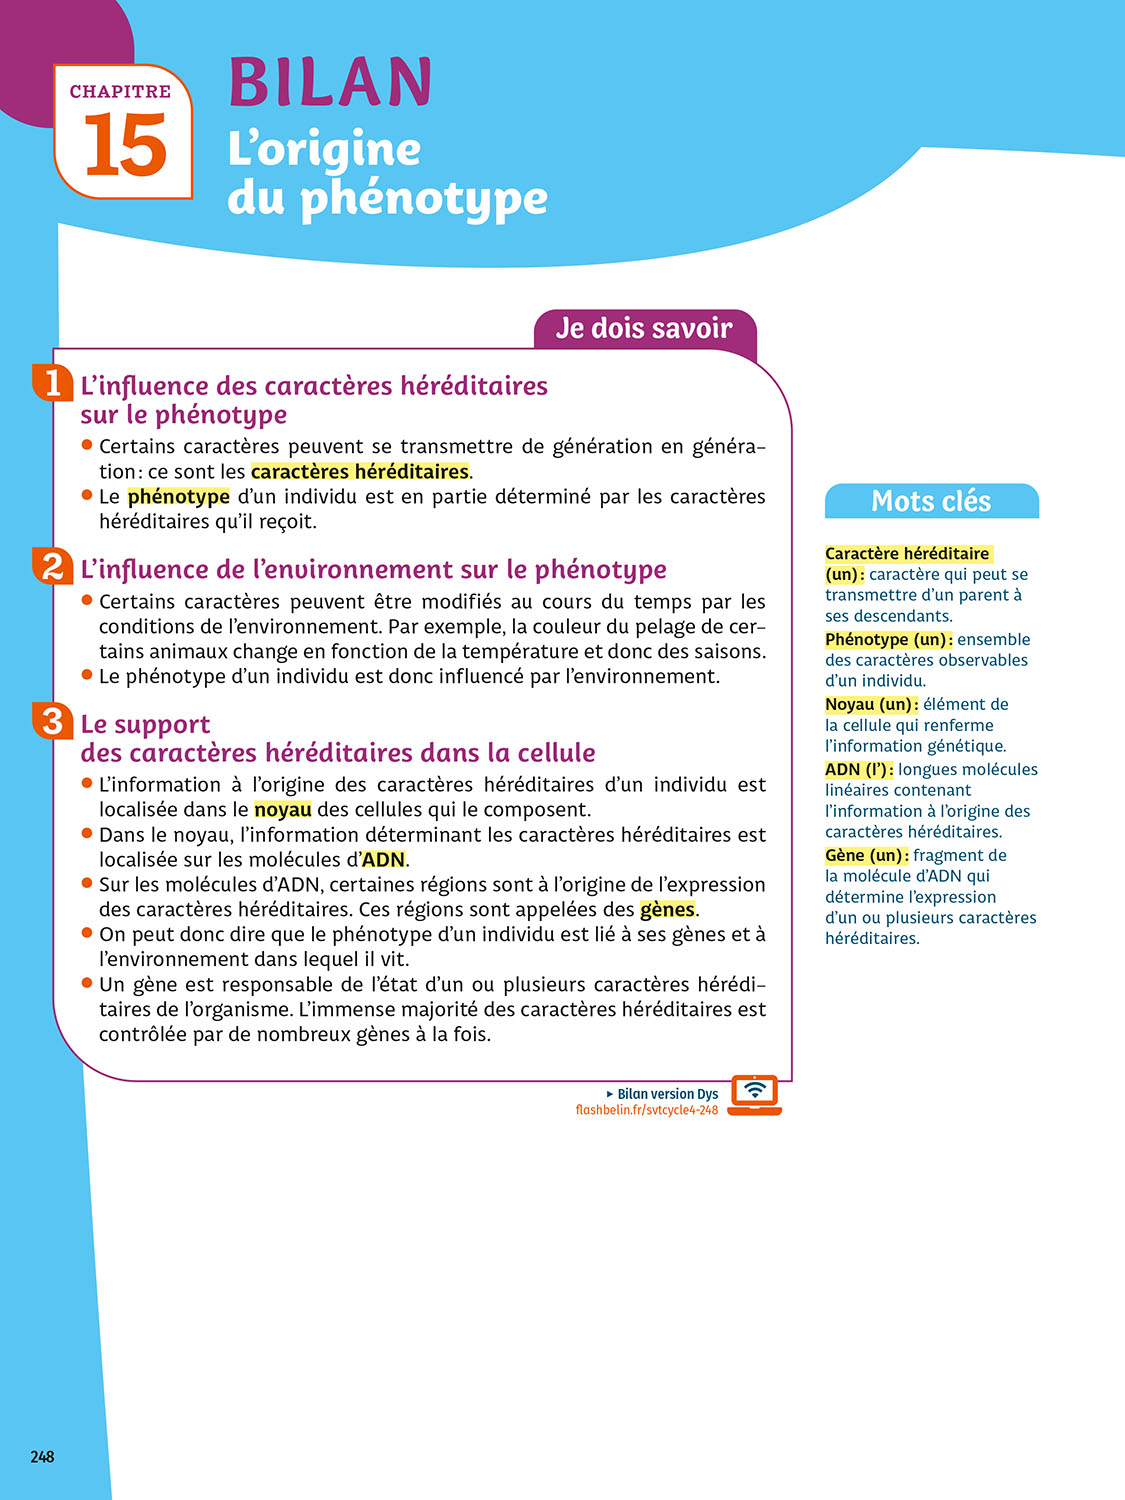 CHAPITRE
15
BILAN
L’origine
du phénotype
Je dois savoir
1 L’influence des caractères héréditaires
sur le phénotype
• Certains caractères peuvent se transmettre de génération en généra–
tion : ce sont les caractères héréditaires.
• Le phénotype d’un individu est en partie déterminé par les caractères
héréditaires qu’il reçoit.
2 L’influence de l’environnement sur le phénotype
• Certains caractères peuvent être modifiés au cours du temps par les
conditions de l’environnement. Par exemple, la couleur du pelage de cer–
tains animaux change en fonction de la température et donc des saisons.
• Le phénotype d’un individu est donc influencé par l’environnement.
3 Le support
des caractères héréditaires dans la cellule
• L’information à l’origine des caractères héréditaires d’un individu est
localisée dans le noyau des cellules qui le composent.
• Dans le noyau, l’information déterminant les caractères héréditaires est
localisée sur les molécules d’ADN.
• Sur les molécules d’ADN, certaines régions sont à l’origine de l’expression
des caractères héréditaires. Ces régions sont appelées des gènes.
• On peut donc dire que le phénotype d’un individu est lié à ses gènes et à
l’environnement dans lequel il vit.
• Un gène est responsable de l’état d’un ou plusieurs caractères hérédi–
taires de l’organisme. L’immense majorité des caractères héréditaires est
contrôlée par de nombreux gènes à la fois.
▸ Bilan version Dys
flashbelin.fr/svtcycle4-248
Mots clés
Caractère héréditaire
(un) : caractère qui peut se
transmettre d’un parent à
ses descendants.
Phénotype (un) : ensemble
des caractères observables
d’un individu.
Noyau (un) : élément de
la cellule qui renferme
l’information génétique.
ADN (l’) : longues molécules
linéaires contenant
l’information à l’origine des
caractères héréditaires.
Gène (un) : fragment de
la molécule d’ADN qui
détermine l’expression
d’un ou plusieurs caractères
héréditaires.
248